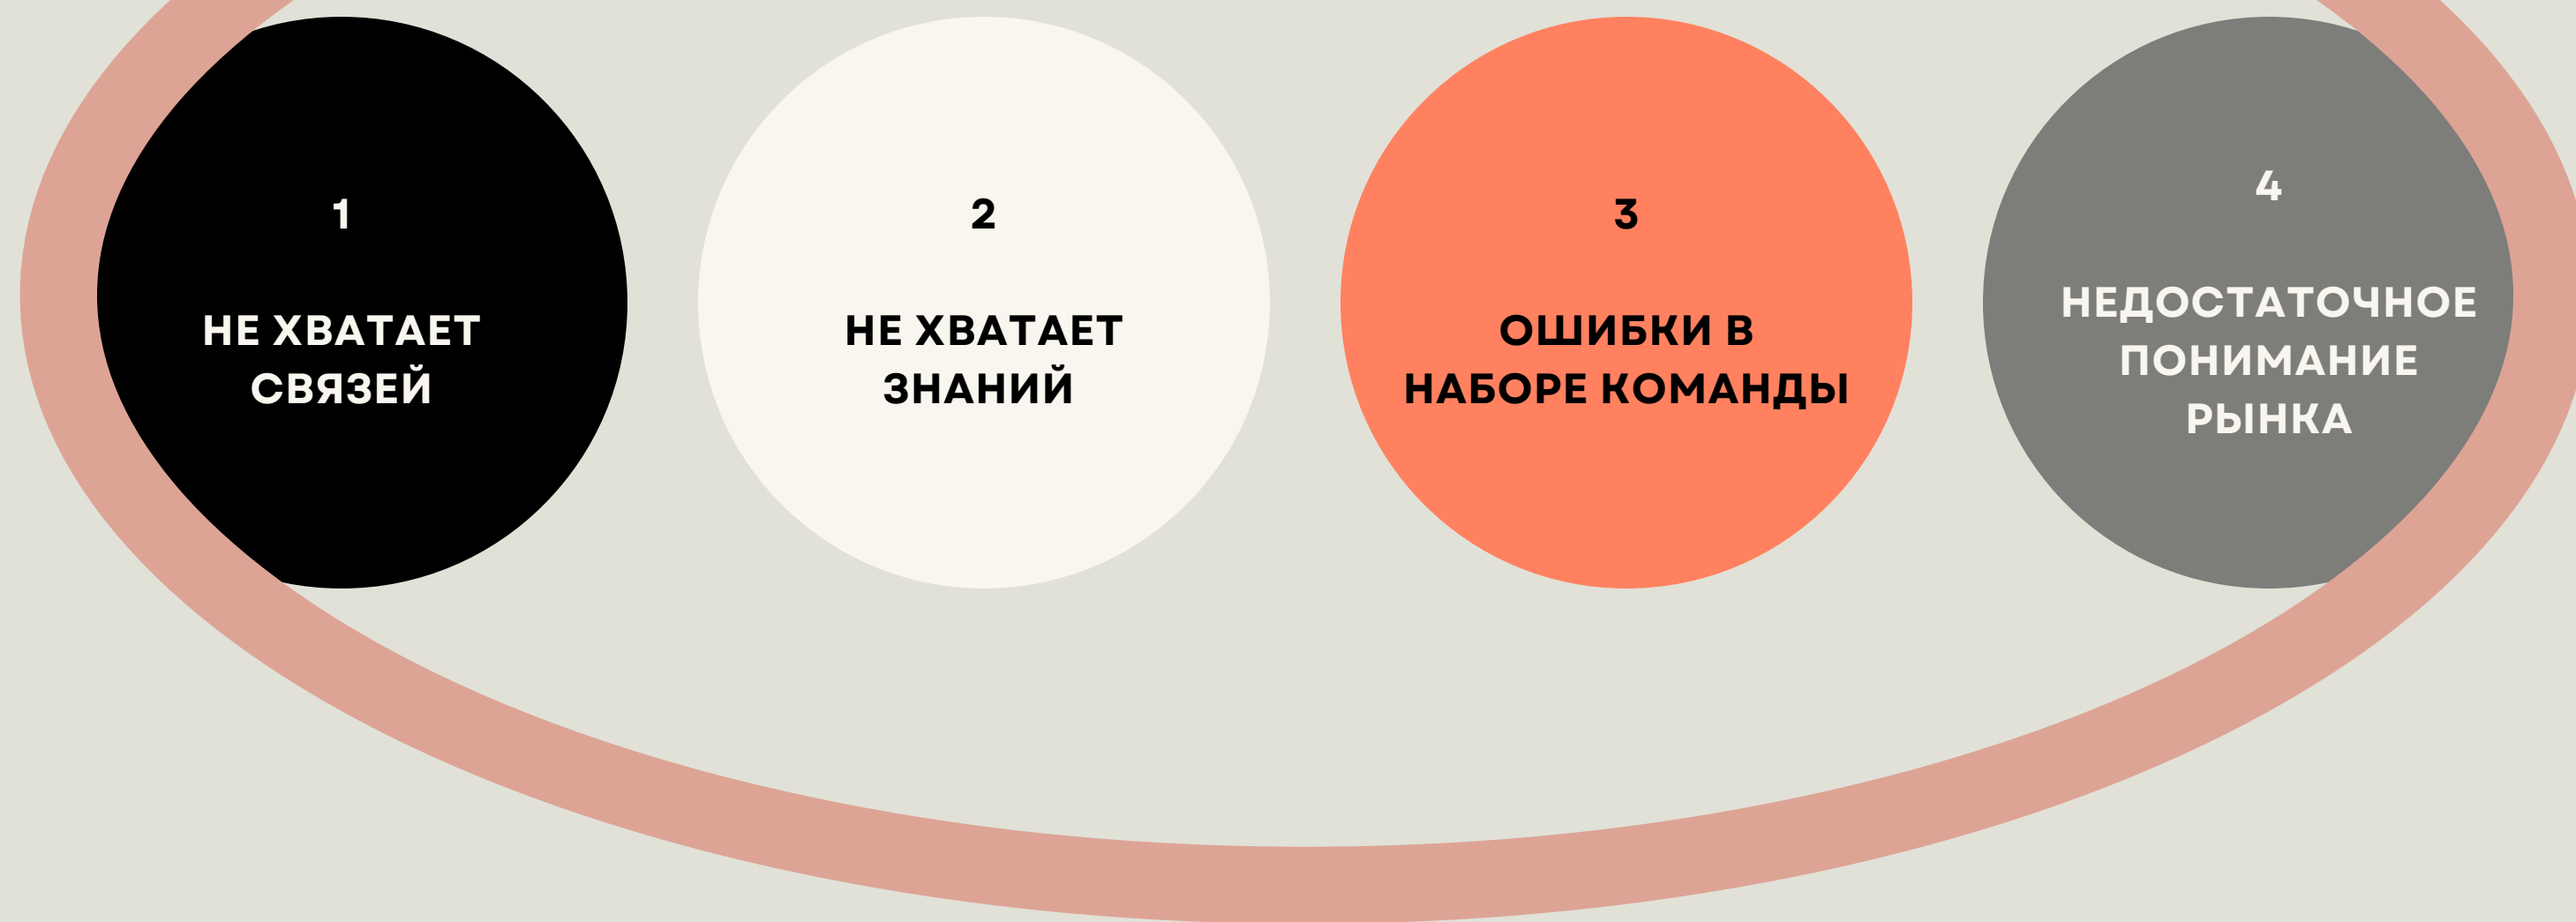 1
НЕ ХВАТАЕТ
СВЯЗЕЙ
2
НЕ ХВАТАЕТ
ЗНАНИЙ
3
ОШИБКИ В
НАБОРЕ КОМАНДЫ
4
НЕДОСТАТОЧНОЕ
ПОНИМАНИЕ
РЫНКА